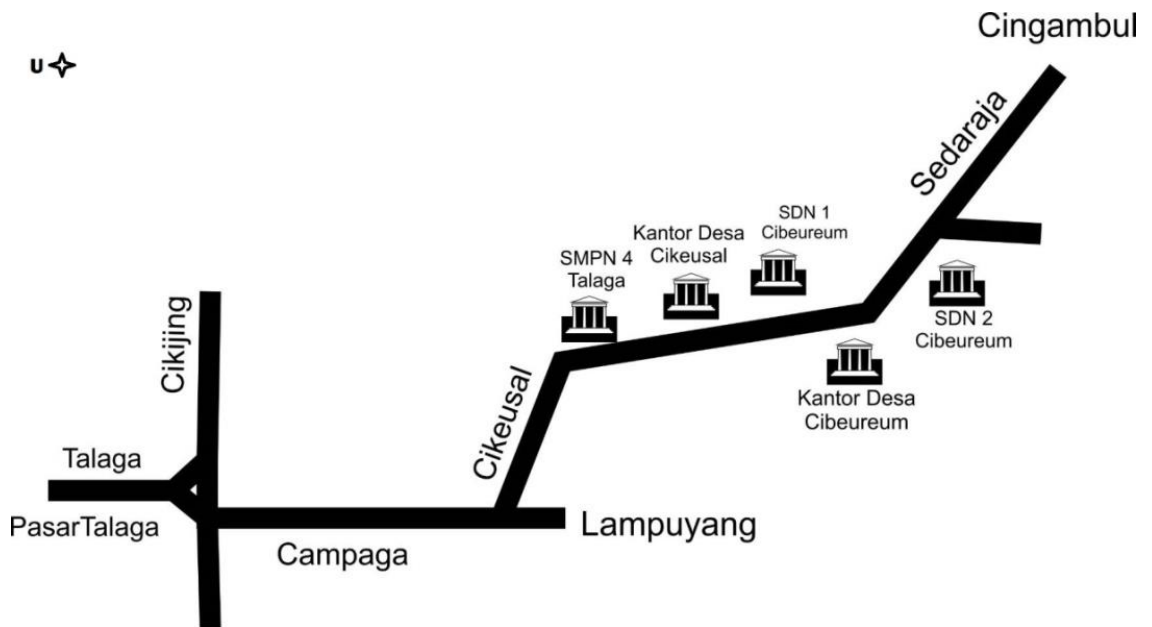 Cingambul
U
Sedaraja
SDN 1
Cibeureum
Kantor Desa
Cikeusal
SMPN 4
Talaga
SDN 2
Cibeureum
Cikijing
Cikeusal
Kantor Desa
Cibeureum
Talaga
PasarTalaga
Lampuyang
Campaga